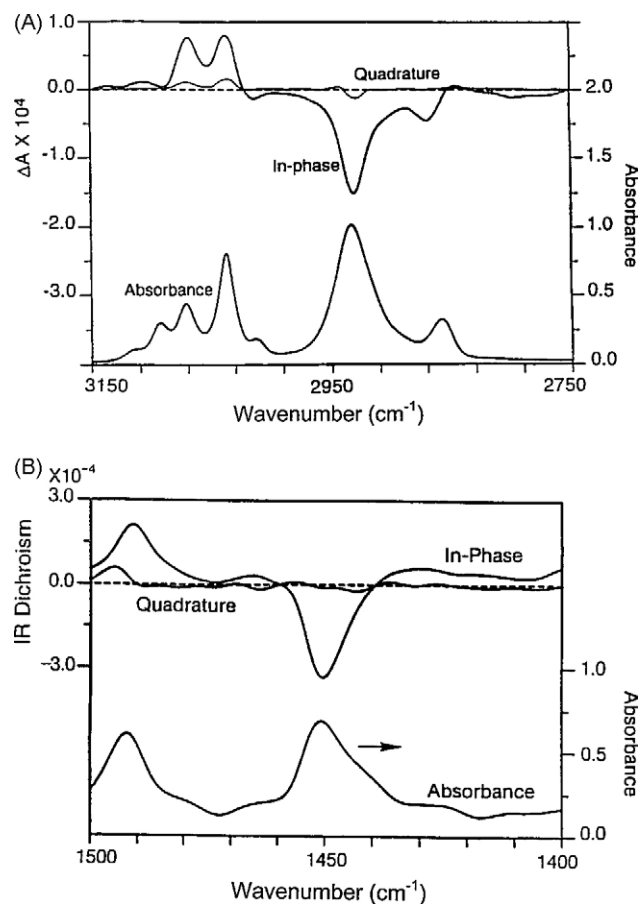 (A)
1.0
0.0
-1.0
-2.0
-3.0
ΔA X 10⁴
Quadrature
In-phase
Absorbance
2.5
2.0
1.5
1.0
0.5
0.0
Absorbance
3150 2950 2750
Wavenumber (cm⁻¹)
(B)
X10⁻⁴
3.0
0.0
−3.0
IR Dichroism
In-Phase
Quadrature
Absorbance
1.0
0.5
0.0
Absorbance
1500 1450 1400
Wavenumber (cm⁻¹)